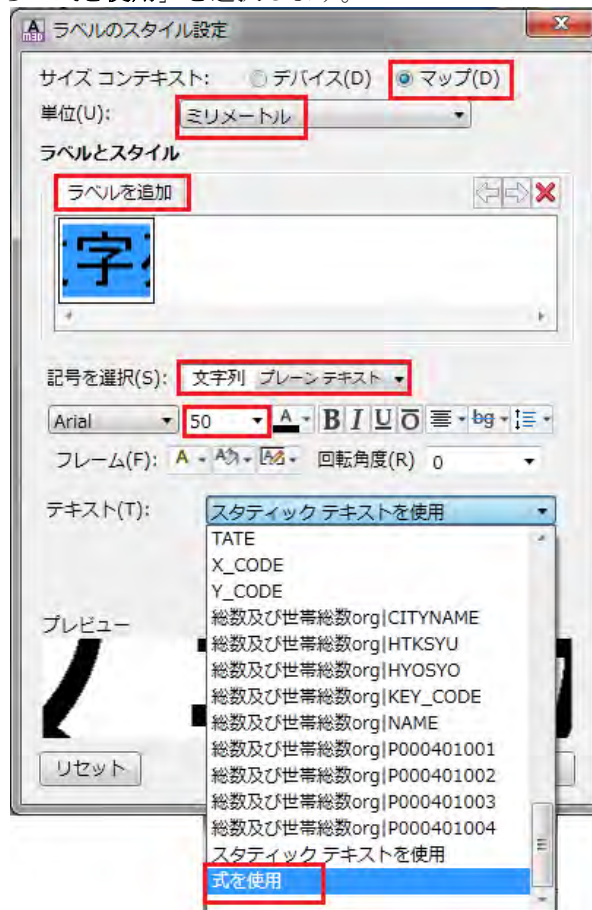 ラベルのスタイル設定
サイズ コンテキスト: デバイス(D) マップ(D)
単位(U): ミリメートル
ラベルとスタイル
ラベルを追加
字
記号を選択(S): 文字列 プレーンテキスト
Arial 50 A B I U O bg
フレーム(F): A 回転角度(R) 0
テキスト(T): スタティック テキストを使用
TATE
X_CODE
Y_CODE
総数及び世帯総数org|CITYNAME
プレビュー
総数及び世帯総数org|HTKSYU
総数及び世帯総数org|HYOSYO
総数及び世帯総数org|KEY_CODE
総数及び世帯総数org|NAME
総数及び世帯総数org|P000401001
リセット
総数及び世帯総数org|P000401002
総数及び世帯総数org|P000401003
総数及び世帯総数org|P000401004
スタティック テキストを使用
式を使用